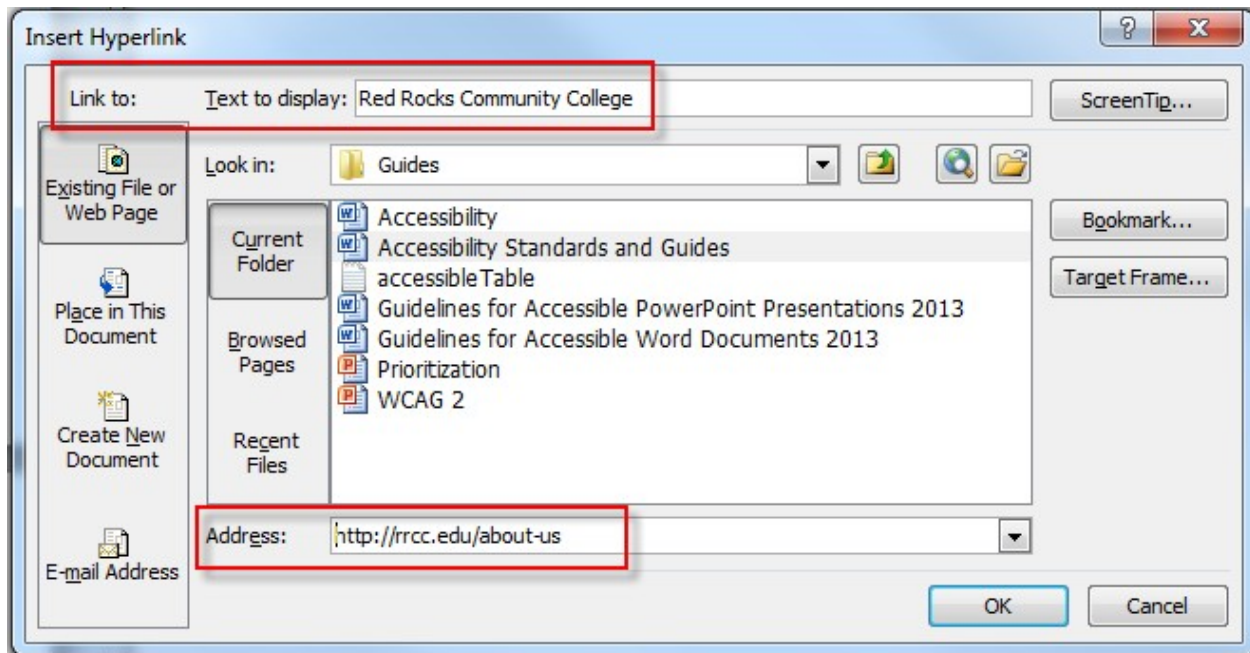 Insert Hyperlink
Link to:
Text to display: Red Rocks Community College
ScreenTip...
Existing File or
Web Page
Place in This
Document
Create New
Document
E-mail Address
Look in:
Guides
Current
Folder
Browsed
Pages
Recent
Files
Accessibility
Accessibility Standards and Guides
accessibleTable
Guidelines for Accessible PowerPoint Presentations 2013
Guidelines for Accessible Word Documents 2013
Prioritization
WCAG 2
Bookmark...
Target Frame...
Address: http://rrcc.edu/about-us
OK
Cancel